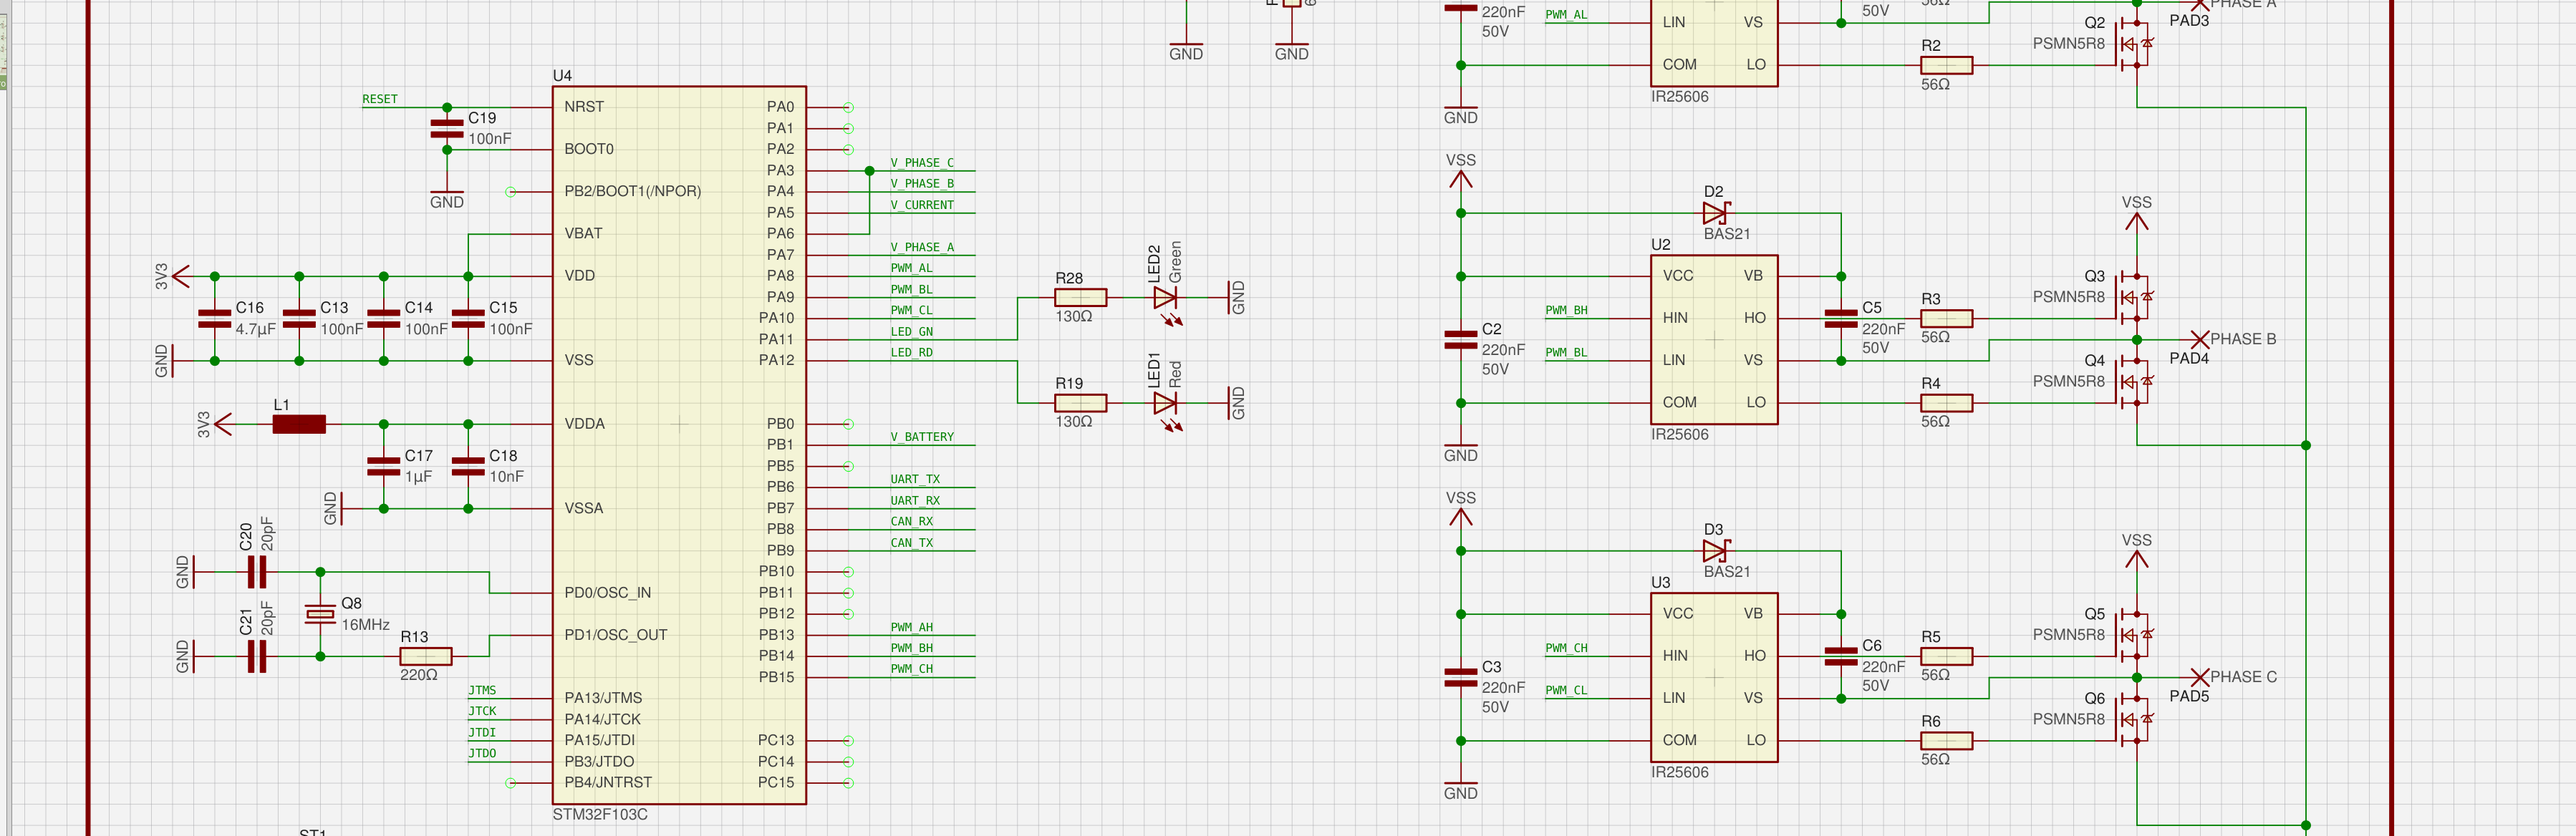 U4
RESET
NRST
PA0
C19
100nF
PA1
BOOT0
PA2
PA3
V_PHASE_C
PB2/BOOT1(/NPOR)
PA4
V_PHASE_B
GND
PA5
V_CURRENT
VBAT
PA6
PA7
V_PHASE_A
3V3
VDD
PA8
PWM_AL
PA9
PWM_BL
C16
4.7µF
C13
100nF
C14
100nF
C15
100nF
PA10
PWM_CL
PA11
LED_GN
GND
VSS
PA12
LED_RD
R28
130Ω
LED2
Green
GND
R19
130Ω
LED1
Red
GND
3V3
L1
VDDA
PB0
PB1
V_BATTERY
C17
1µF
C18
10nF
PB5
PB6
UART_TX
GND
VSSA
PB7
UART_RX
PB8
CAN_RX
PB9
CAN_TX
GND
C20
20pF
PB10
PD0/OSC_IN
PB11
Q8
16MHz
PB12
GND
C21
20pF
R13
220Ω
PD1/OSC_OUT
PB13
PWM_AH
PB14
PWM_BH
PB15
PWM_CH
JTMS
PA13/JTMS
JTCK
PA14/JTCK
JTDI
PA15/JTDI
PC13
JTDO
PB3/JTDO
PC14
PB4/JNTRST
PC15
STM32F103C
ST1
GND
GND
220nF
50V
PWM_AL
LIN
VS
COM
LO
IR25606
GND
50V
56Ω
R2
56Ω
Q2
PSMN5R8
PHASE A
PAD3
VSS
D2
BAS21
U2
VCC
VB
PWM_BH
HIN
HO
PWM_BL
LIN
VS
COM
LO
IR25606
C2
220nF
50V
GND
C5
220nF
50V
R3
56Ω
R4
56Ω
VSS
Q3
PSMN5R8
Q4
PSMN5R8
PHASE B
PAD4
VSS
D3
BAS21
U3
VCC
VB
PWM_CH
HIN
HO
PWM_CL
LIN
VS
COM
LO
IR25606
C3
220nF
50V
GND
C6
220nF
50V
R5
56Ω
R6
56Ω
VSS
Q5
PSMN5R8
Q6
PSMN5R8
PHASE C
PAD5